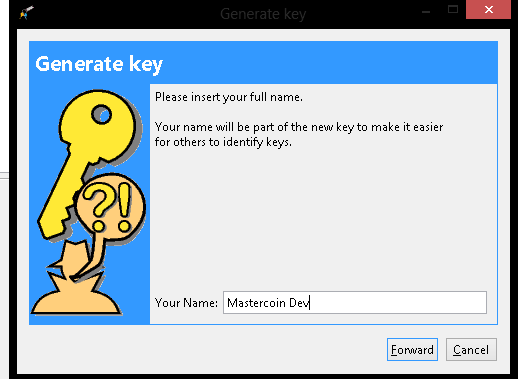 Generate key
Generate key
Please insert your full name.
Your name will be part of the new key to make it easier
for others to identify keys.
?!
Your Name: Mastercoin Dev
Forward Cancel